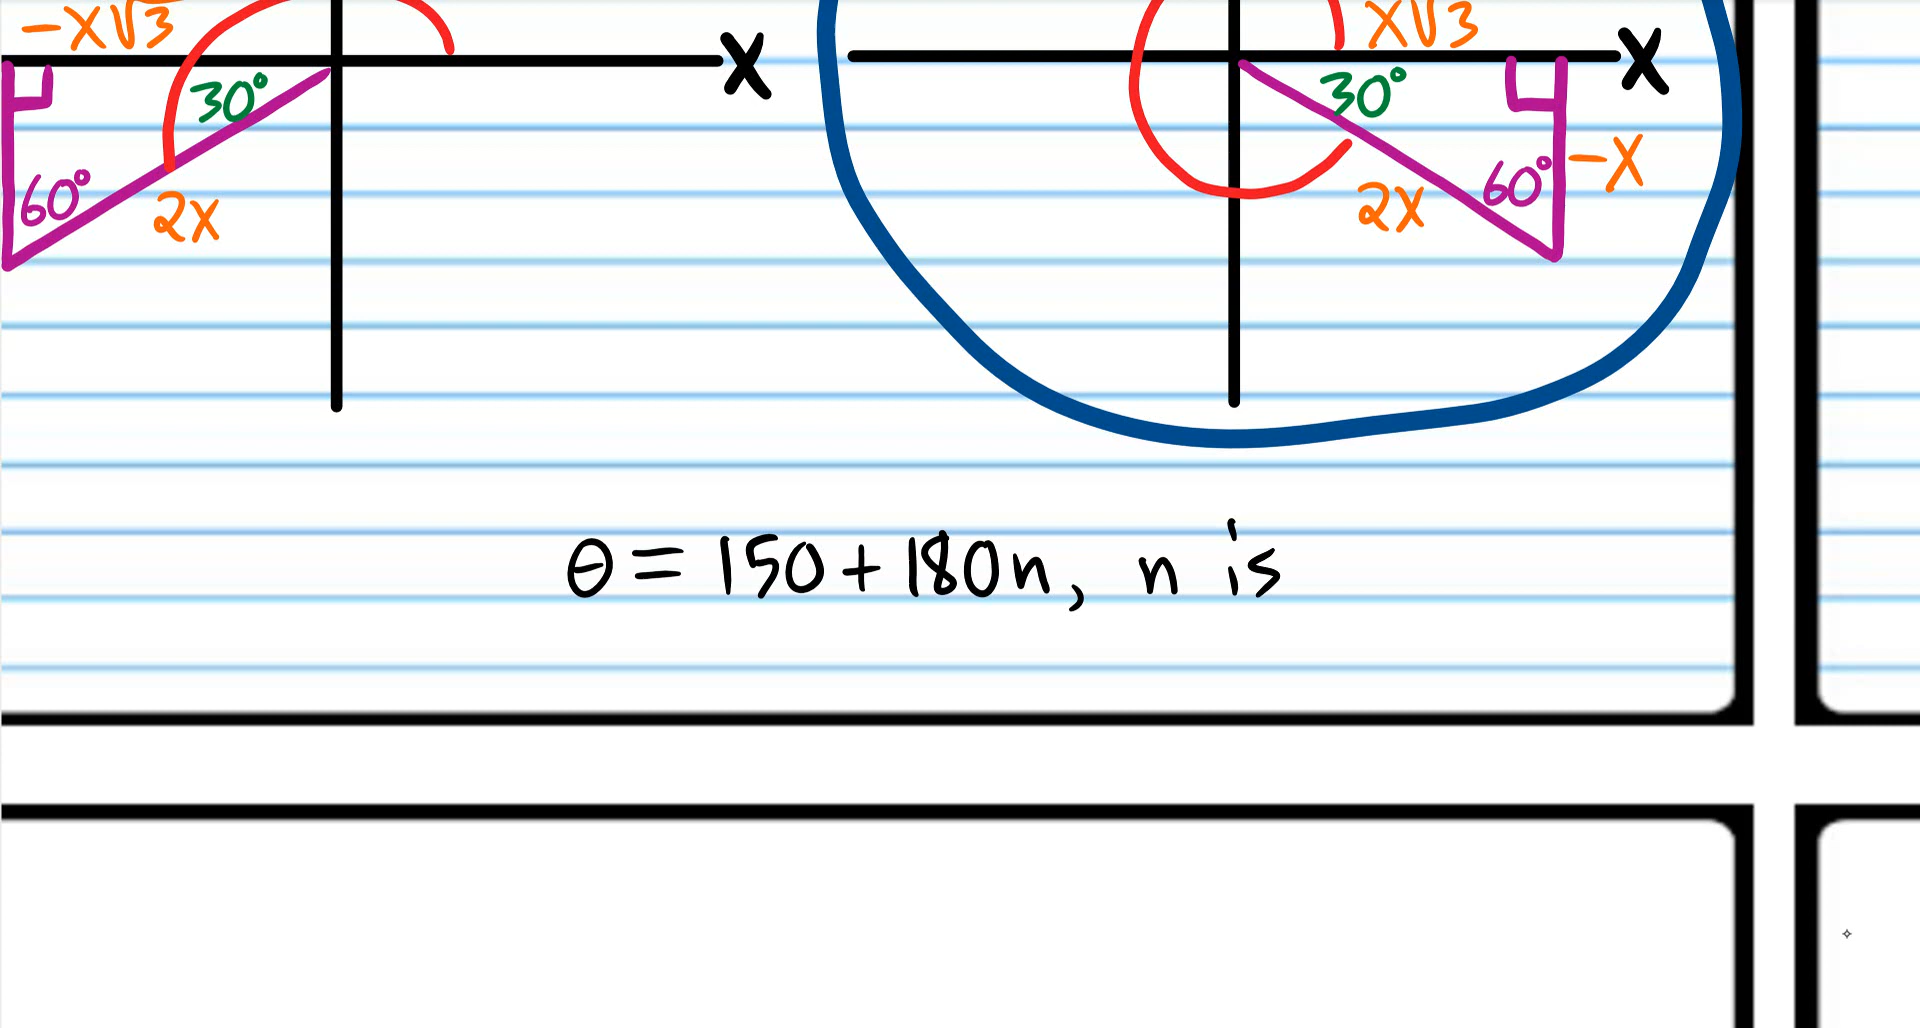 -x√3
x√3
X
X
30°
30°
60°
2x
2x
60°
-x
θ = 150 + 180n, n is